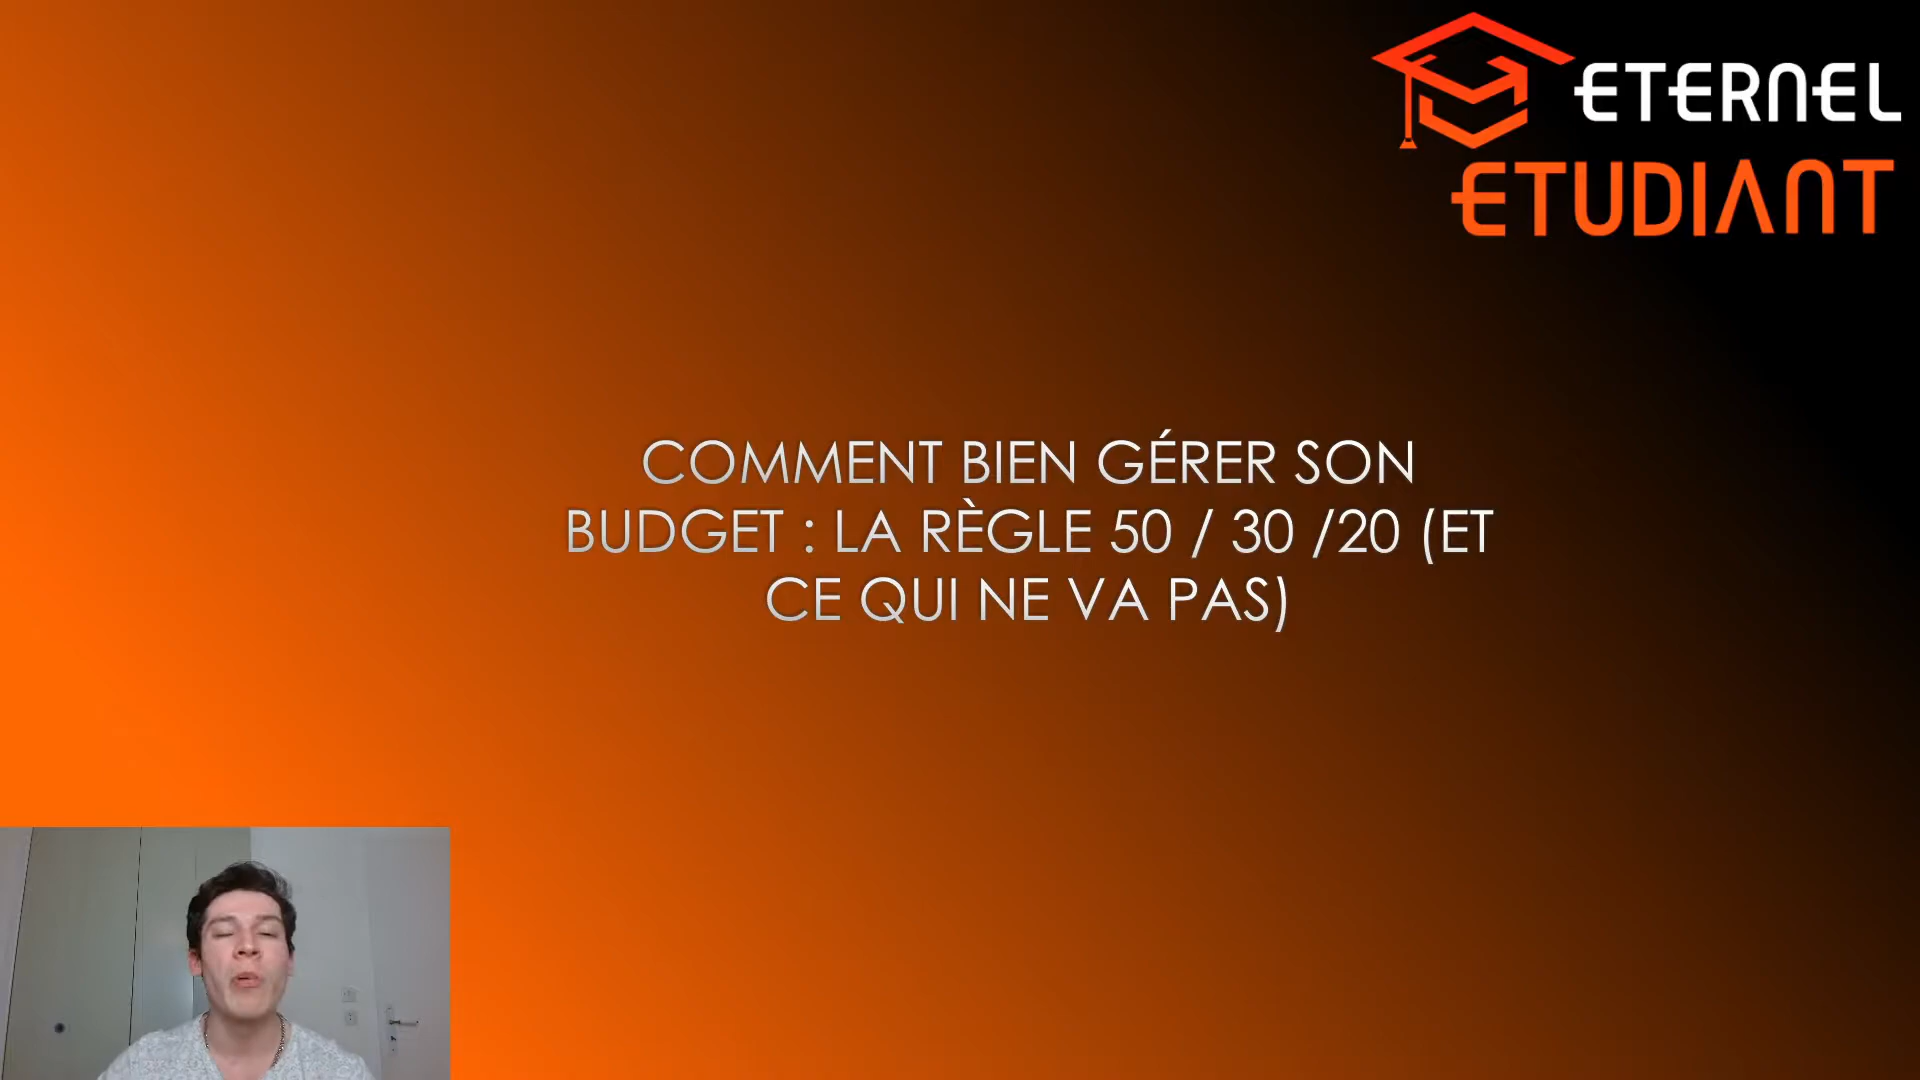 ETERNEL
ETUDIANT
COMMENT BIEN GÉRER SON
BUDGET : LA RÈGLE 50 / 30 /20 (ET
CE QUI NE VA PAS)